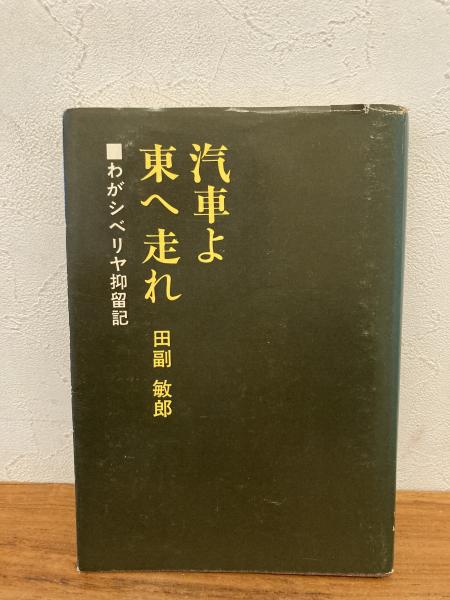 汽車よ
東へ走れ
■わがシベリヤ抑留記
田副 敏郎